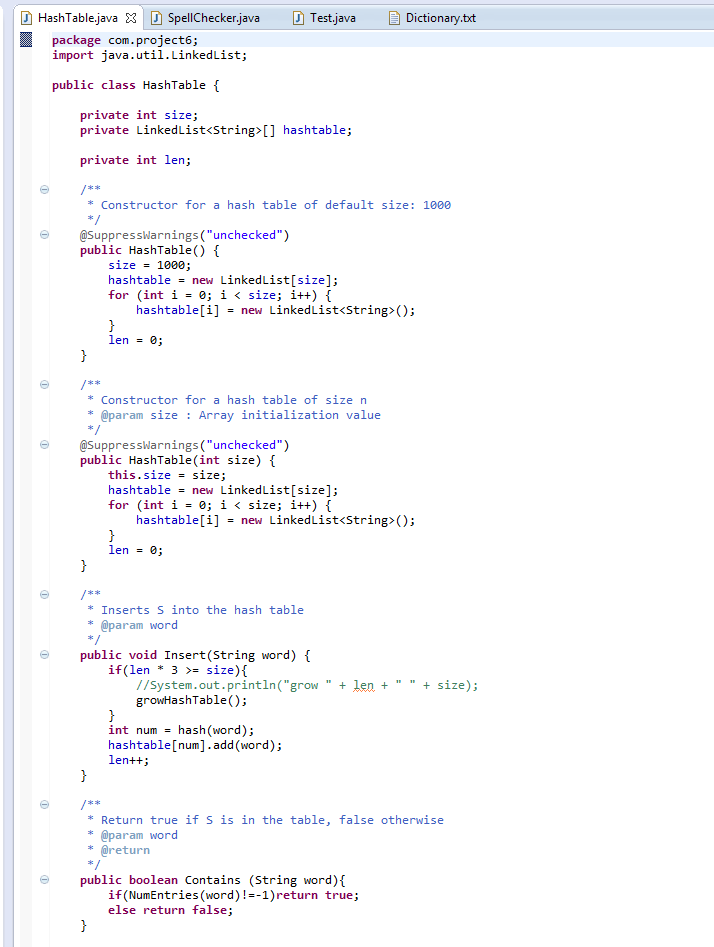 HashTable.java SpellChecker.java Test.java Dictionary.txt
package com.project6;
import java.util.LinkedList;

public class HashTable {

    private int size;
    private LinkedList<String>[] hashtable;

    private int len;

    /**
     * Constructor for a hash table of default size: 1000
     */
    @SuppressWarnings("unchecked")
    public HashTable() {
        size = 1000;
        hashtable = new LinkedList[size];
        for (int i = 0; i < size; i++) {
            hashtable[i] = new LinkedList<String>();
        }
        len = 0;
    }

    /**
     * Constructor for a hash table of size n
     * @param size : Array initialization value
     */
    @SuppressWarnings("unchecked")
    public HashTable(int size) {
        this.size = size;
        hashtable = new LinkedList[size];
        for (int i = 0; i < size; i++) {
            hashtable[i] = new LinkedList<String>();
        }
        len = 0;
    }

    /**
     * Inserts S into the hash table
     * @param word
     */
    public void Insert(String word) {
        if(len * 3 >= size){
            //System.out.println("grow " + len + " " + size);
            growHashTable();
        }
        int num = hash(word);
        hashtable[num].add(word);
        len++;
    }

    /**
     * Return true if S is in the table, false otherwise
     * @param word
     * @return
     */
    public boolean Contains (String word){
        if(NumEntries(word)!=-1)return true;
        else return false;
    }